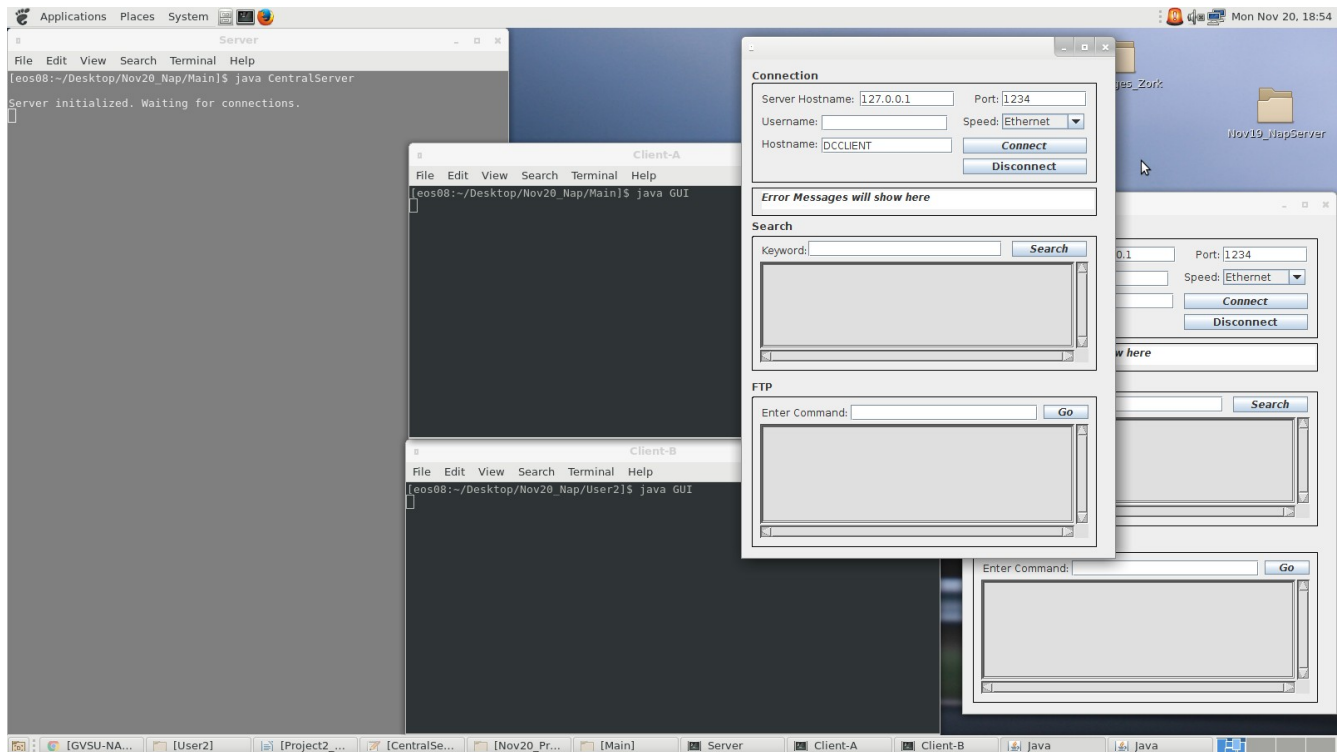 Applications Places System
Mon Nov 20, 18:54
Server
File Edit View Search Terminal Help
[eos08:~/Desktop/Nov20_Nap/Main]$ java CentralServer
Server initialized. Waiting for connections.
Client-A
File Edit View Search Terminal Help
[eos08:~/Desktop/Nov20_Nap/Main]$ java GUI
Client-B
File Edit View Search Terminal Help
[eos08:~/Desktop/Nov20_Nap/User2]$ java GUI
Connection
Server Hostname: 127.0.0.1 Port: 1234
Username: Speed: Ethernet
Hostname: DCCLIENT Connect
Disconnect
Error Messages will show here
Search
Keyword: Search
FTP
Enter Command: Go
ges_Zork
Nov19_NapServer
0.1 Port: 1234
Speed: Ethernet
Connect
Disconnect
w here
Search
Enter Command: Go
[GVSU-NA... [User2] [Project2_... [CentralSe... [Nov20_Pr... [Main] Server Client-A Client-B Java Java